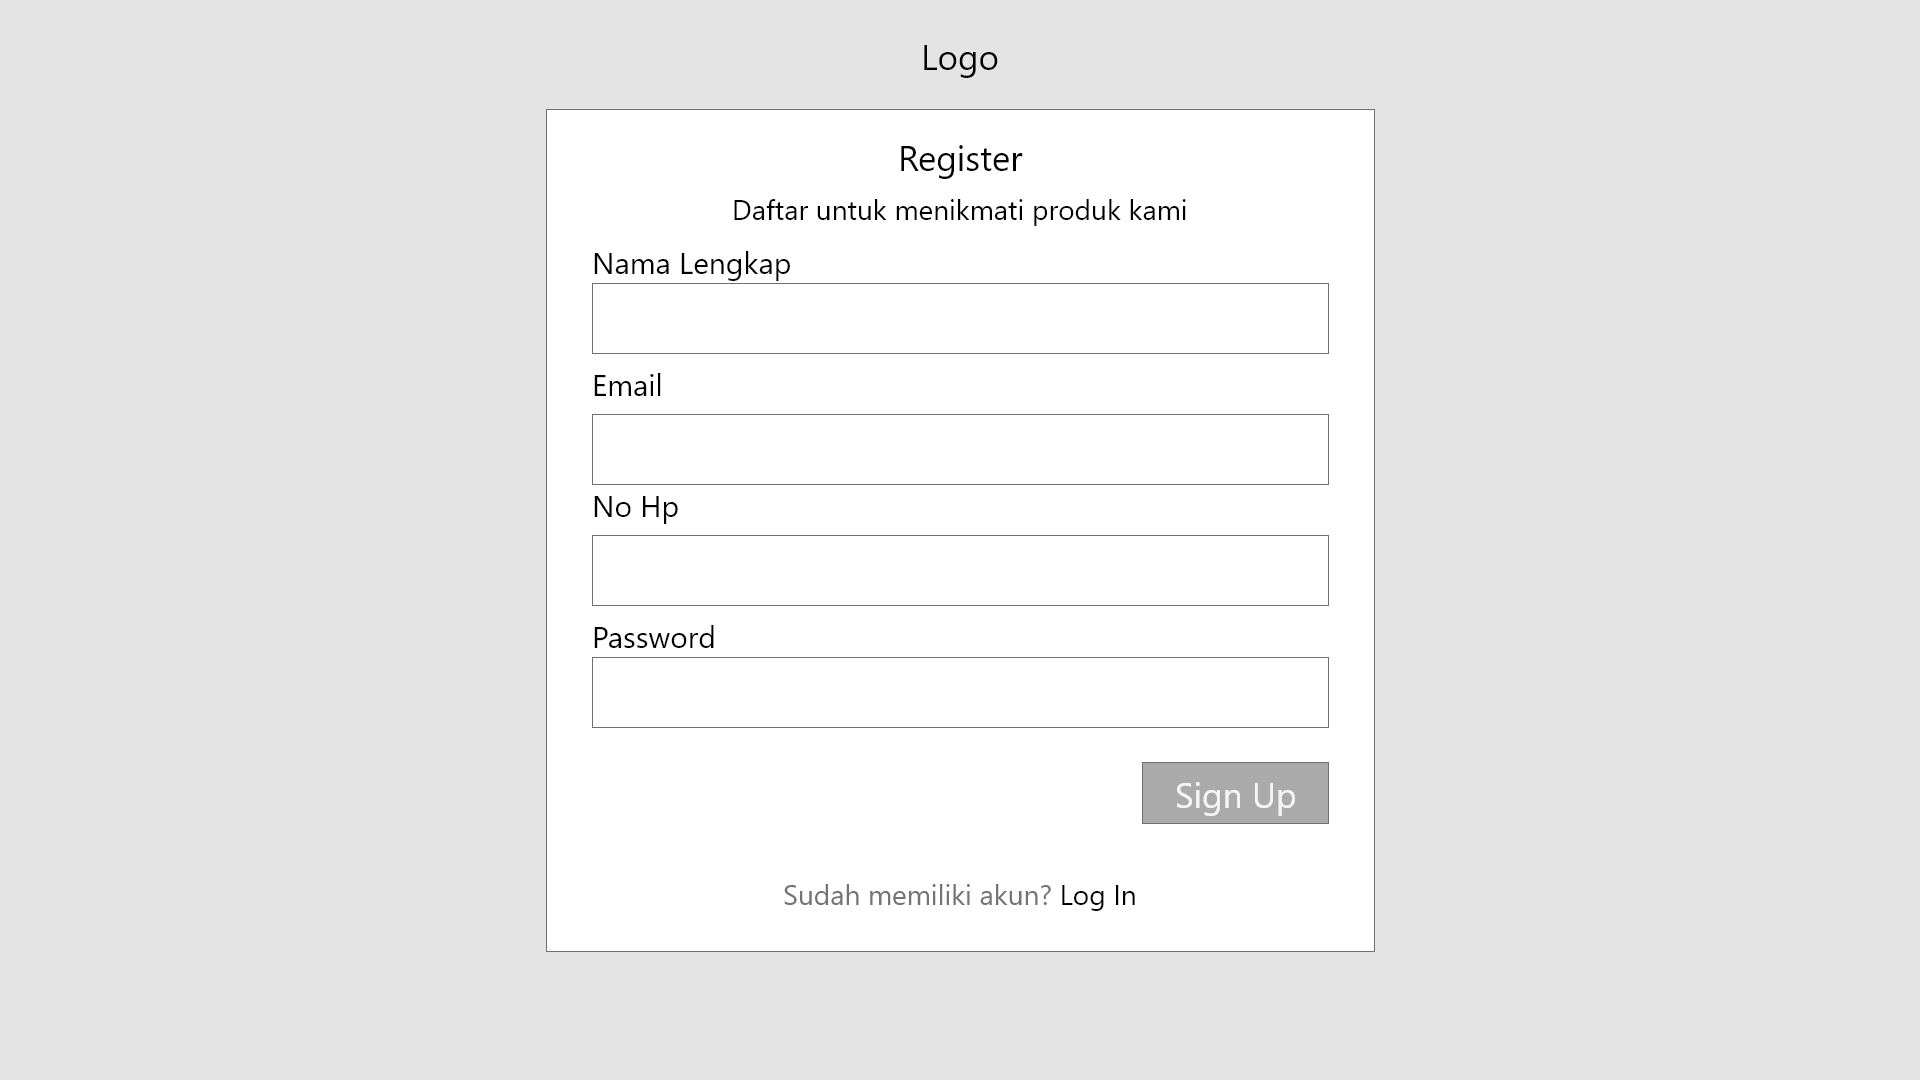 Logo
Register
Daftar untuk menikmati produk kami
Nama Lengkap
Email
No Hp
Password
Sign Up
Sudah memiliki akun? Log In